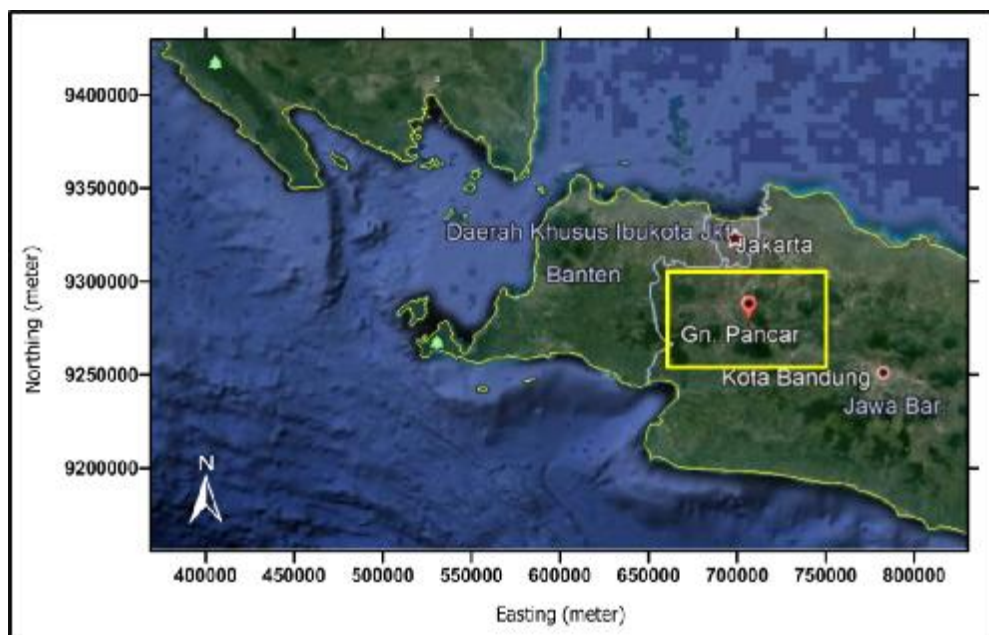 9400000
9350000
9300000
9250000
9200000
Northing (meter)
Daerah Khusus Ibukota Jkt
Jakarta
Banten
Gn. Pancar
Kota Bandung
Jawa Bar
N
400000 450000 500000 550000 600000 650000 700000 750000 800000
Easting (meter)